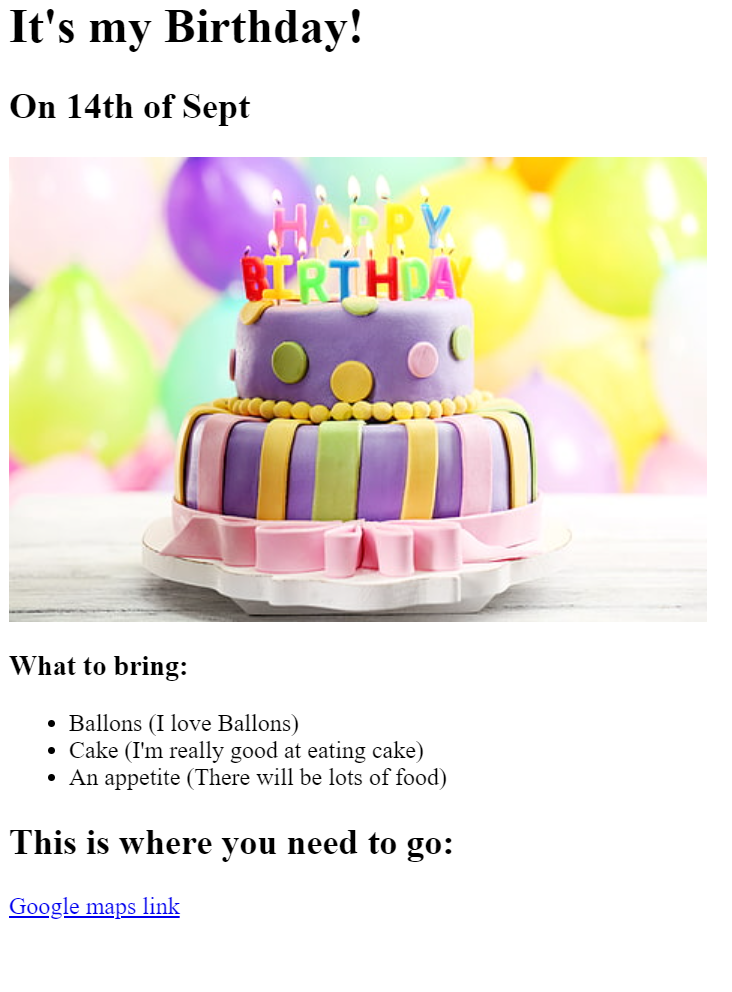 It's my Birthday!
On 14th of Sept
HAPPY
BIRTHDAY
What to bring:
Ballons (I love Ballons)
Cake (I'm really good at eating cake)
An appetite (There will be lots of food)
This is where you need to go:
Google maps link